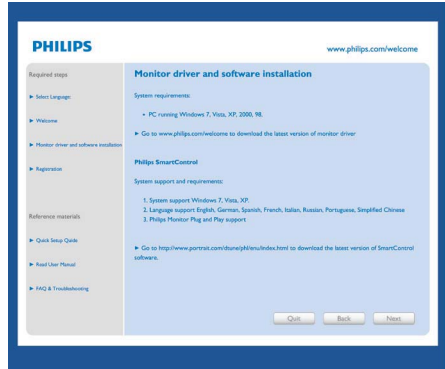 PHILIPS
www.philips.com/welcome
Required steps
► Select Language
► Welcome
► Monitor driver and software installation
► Registration
Reference materials
► Quick Setup Quide
► Read User Manual
► FAQ & Troubleshooting
Monitor driver and software installation
System requirements:
• PC running Windows 7, Vista, XP, 2000, 98.
► Go to www.philips.com/welcome to download the latest version of monitor driver
Philips SmartControl
System support and requirements:
1. System support Windows 7, Vista, XP.
2. Language support English, German, Spanish, French, Italian, Russian, Portuguese, Simplified Chinese
3. Philips Monitor Plug and Play support
► Go to http://www.portrait.com/dtune/phl/enu/index.html to download the latest version of SmartControl
software.
Quit
Back
Next